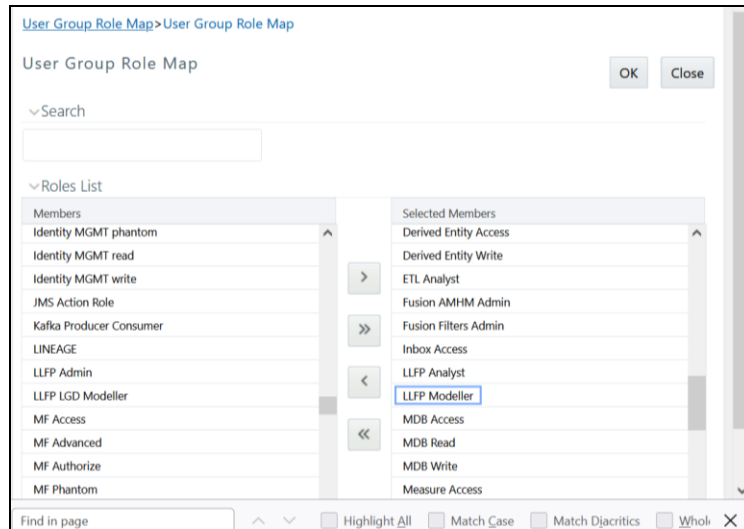 User Group Role Map>User Group Role Map
User Group Role Map
OK
Close
Search
Roles List
Members
Identity MGMT phantom
Identity MGMT read
Identity MGMT write
JMS Action Role
Kafka Producer Consumer
LINEAGE
LLFP Admin
LLFP LGD Modeller
MF Access
MF Advanced
MF Authorize
MF Phantom
>
»
<
«
Selected Members
Derived Entity Access
Derived Entity Write
ETL Analyst
Fusion AMHM Admin
Fusion Filters Admin
Inbox Access
LLFP Analyst
LLFP Modeller
MDB Access
MDB Read
MDB Write
Measure Access
Find in page
Highlight All
Match Case
Match Diacritics